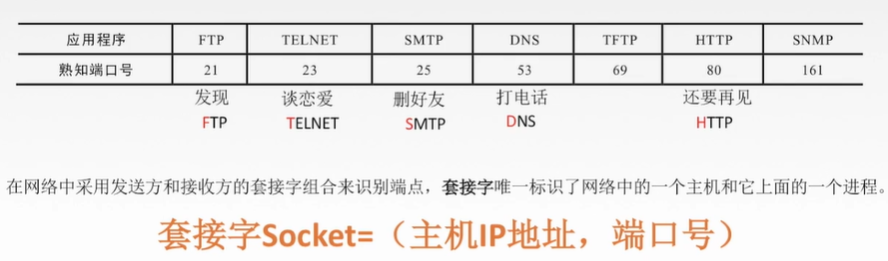 应用程序 FTP TELNET SMTP DNS TFTP HTTP SNMP
熟知端口号 21 23 25 53 69 80 161
发现 谈恋爱 删好友 打电话 还要再见
FTP TELNET SMTP DNS HTTP
在网络中采用发送方和接收方的套接字组合来识别端点，套接字唯一标识了网络中的一个主机和它上面的一个进程。
套接字Socket=（主机IP地址，端口号）